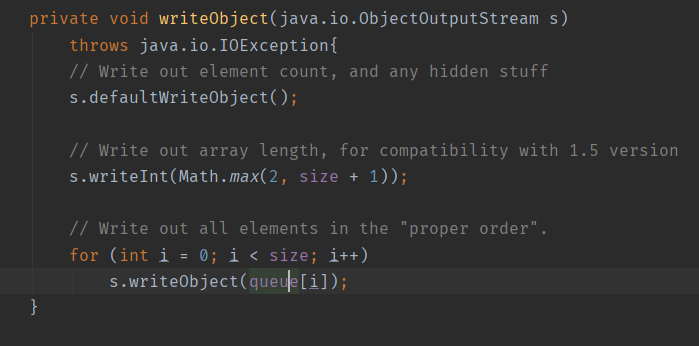 private void writeObject(java.io.ObjectOutputStream s)
throws java.io.IOException{
// Write out element count, and any hidden stuff
s.defaultWriteObject();
// Write out array length, for compatibility with 1.5 version
s.writeInt(Math.max(2, size + 1));
// Write out all elements in the "proper order".
for (int i = 0; i < size; i++)
s.writeObject(queue[i]);
}